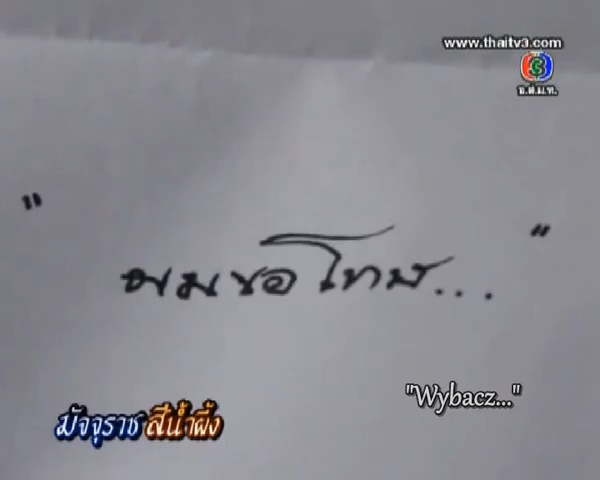 www.thaitv3.com
3
อ.ส.ม.ท.
"ผมขอโทษ..."
"Wybacz..."
มัจจุราช สีน้ำผึ้ง